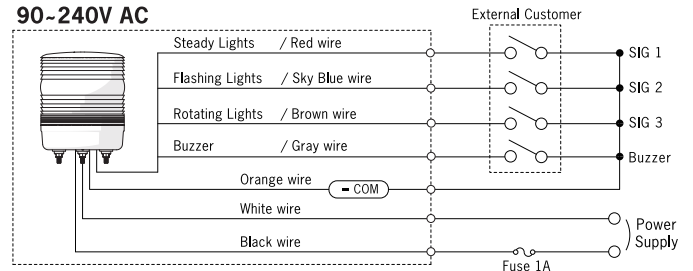 90~240V AC
External Customer
Steady Lights / Red wire
SIG 1
Flashing Lights / Sky Blue wire
SIG 2
Rotating Lights / Brown wire
SIG 3
Buzzer / Gray wire
Buzzer
Orange wire
- COM
White wire
Power
Supply
Black wire
Fuse 1A